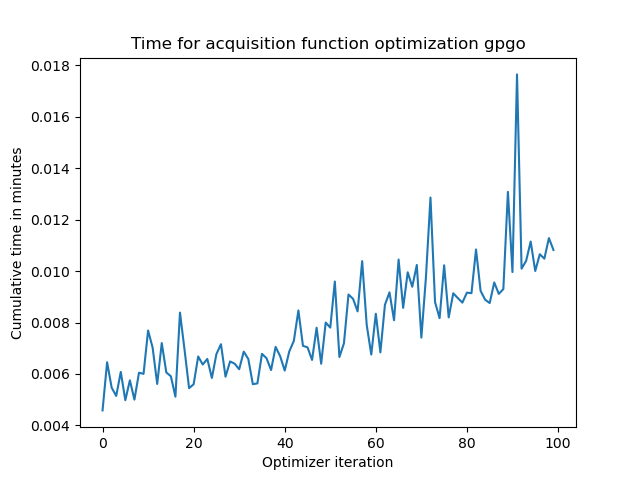 Time for acquisition function optimization gpgo
0.018
0.016
0.014
0.012
0.010
0.008
0.006
0.004
Cumulative time in minutes
0 20 40 60 80 100
Optimizer iteration